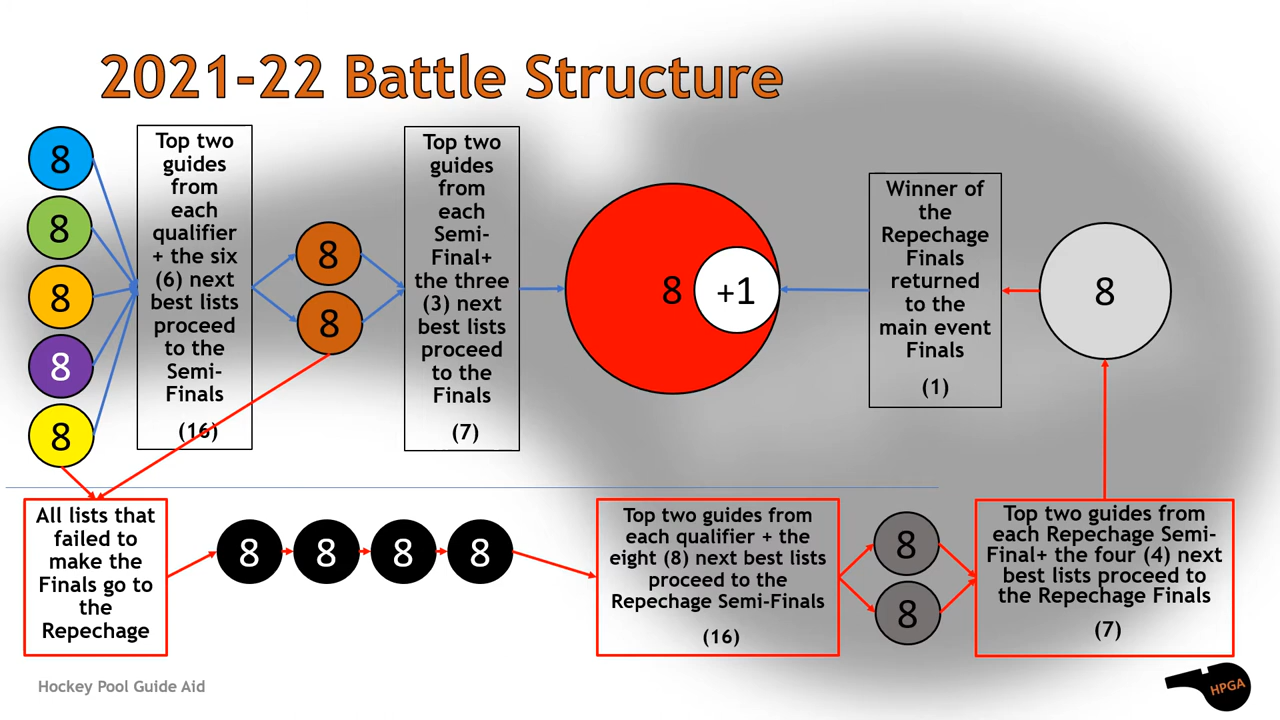 2021-22 Battle Structure
8
8
8
8
8
Top two
guides
from
each
qualifier
+ the six
(6) next
best lists
proceed
to the
Semi-
Finals
(16)
8
8
Top two
guides
from
each
Semi-
Final+
the three
(3) next
best lists
proceed
to the
Finals
(7)
8
+1
Winner of
the
Repechage
Finals
returned
to the
main event
Finals
(1)
8
All lists that
failed to
make the
Finals go to
the
Repechage
8
8
8
8
Top two guides from
each qualifier + the
eight (8) next best lists
proceed to the
Repechage Semi-Finals
(16)
8
8
Top two guides from
each Repechage Semi-
Final+ the four (4) next
best lists proceed to
the Repechage Finals
(7)
Hockey Pool Guide Aid
HPGA